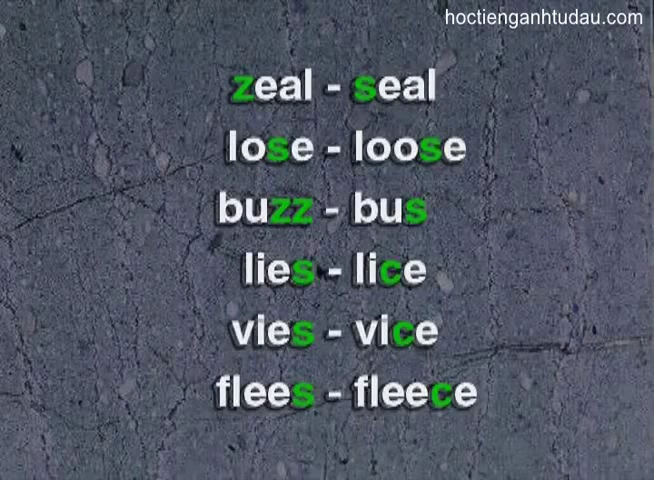 hoctienganhtudau.com
zeal - seal
lose - loose
buzz - bus
lies - lice
vies - vice
flees - fleece